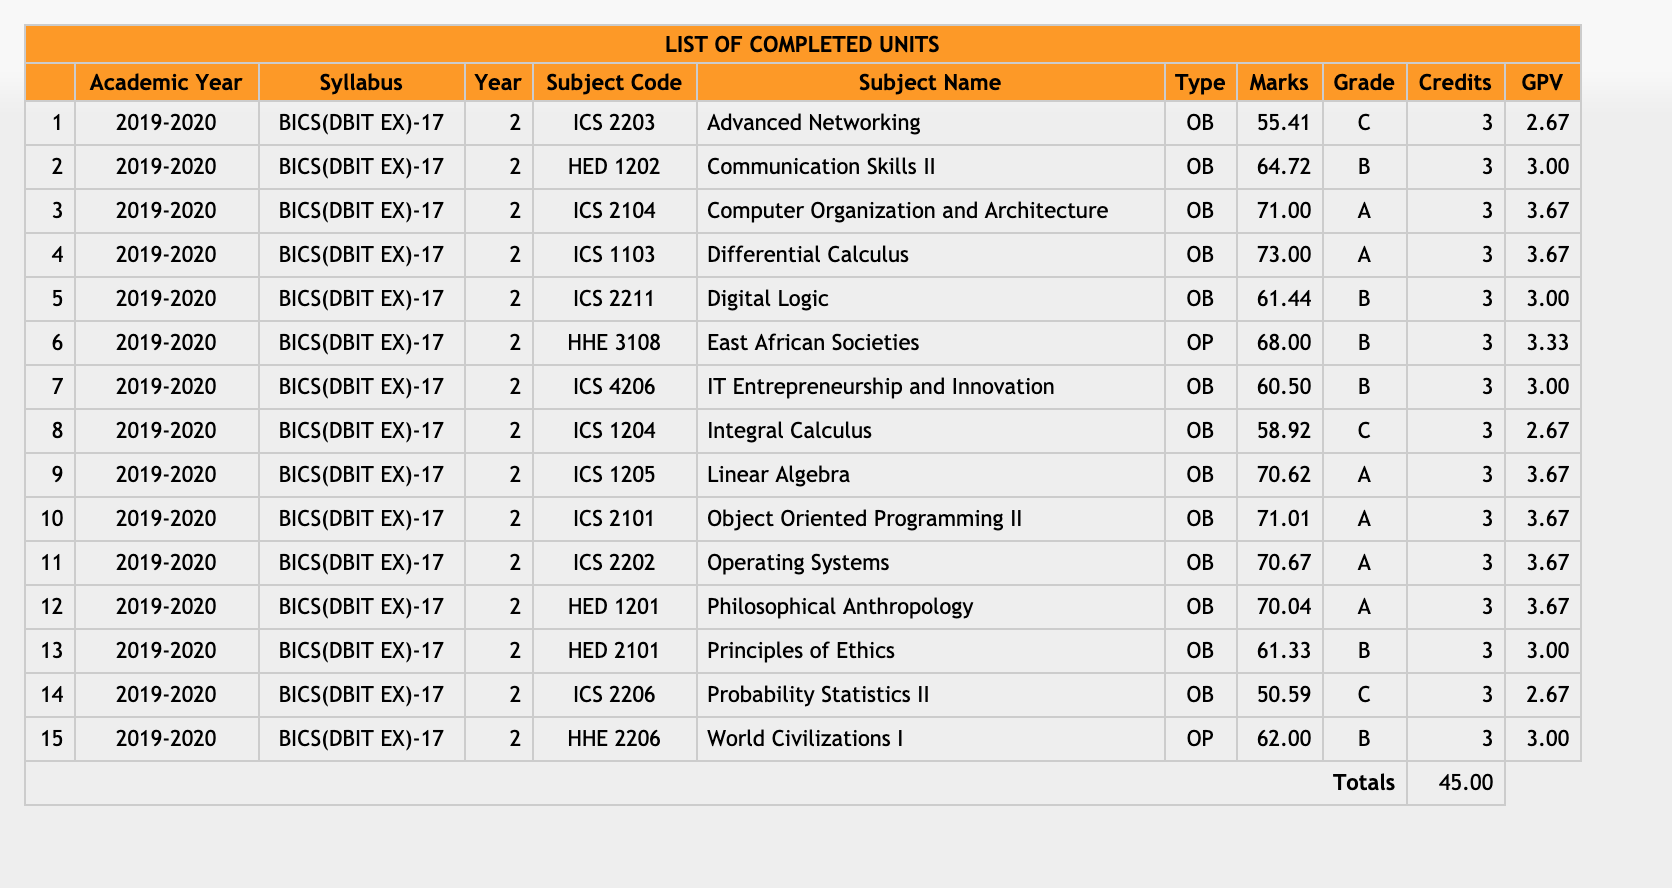 LIST OF COMPLETED UNITS
Academic Year Syllabus Year Subject Code Subject Name Type Marks Grade Credits GPV
1 2019-2020 BICS(DBIT EX)-17 2 ICS 2203 Advanced Networking OB 55.41 C 3 2.67
2 2019-2020 BICS(DBIT EX)-17 2 HED 1202 Communication Skills II OB 64.72 B 3 3.00
3 2019-2020 BICS(DBIT EX)-17 2 ICS 2104 Computer Organization and Architecture OB 71.00 A 3 3.67
4 2019-2020 BICS(DBIT EX)-17 2 ICS 1103 Differential Calculus OB 73.00 A 3 3.67
5 2019-2020 BICS(DBIT EX)-17 2 ICS 2211 Digital Logic OB 61.44 B 3 3.00
6 2019-2020 BICS(DBIT EX)-17 2 HHE 3108 East African Societies OP 68.00 B 3 3.33
7 2019-2020 BICS(DBIT EX)-17 2 ICS 4206 IT Entrepreneurship and Innovation OB 60.50 B 3 3.00
8 2019-2020 BICS(DBIT EX)-17 2 ICS 1204 Integral Calculus OB 58.92 C 3 2.67
9 2019-2020 BICS(DBIT EX)-17 2 ICS 1205 Linear Algebra OB 70.62 A 3 3.67
10 2019-2020 BICS(DBIT EX)-17 2 ICS 2101 Object Oriented Programming II OB 71.01 A 3 3.67
11 2019-2020 BICS(DBIT EX)-17 2 ICS 2202 Operating Systems OB 70.67 A 3 3.67
12 2019-2020 BICS(DBIT EX)-17 2 HED 1201 Philosophical Anthropology OB 70.04 A 3 3.67
13 2019-2020 BICS(DBIT EX)-17 2 HED 2101 Principles of Ethics OB 61.33 B 3 3.00
14 2019-2020 BICS(DBIT EX)-17 2 ICS 2206 Probability Statistics II OB 50.59 C 3 2.67
15 2019-2020 BICS(DBIT EX)-17 2 HHE 2206 World Civilizations I OP 62.00 B 3 3.00
Totals 45.00